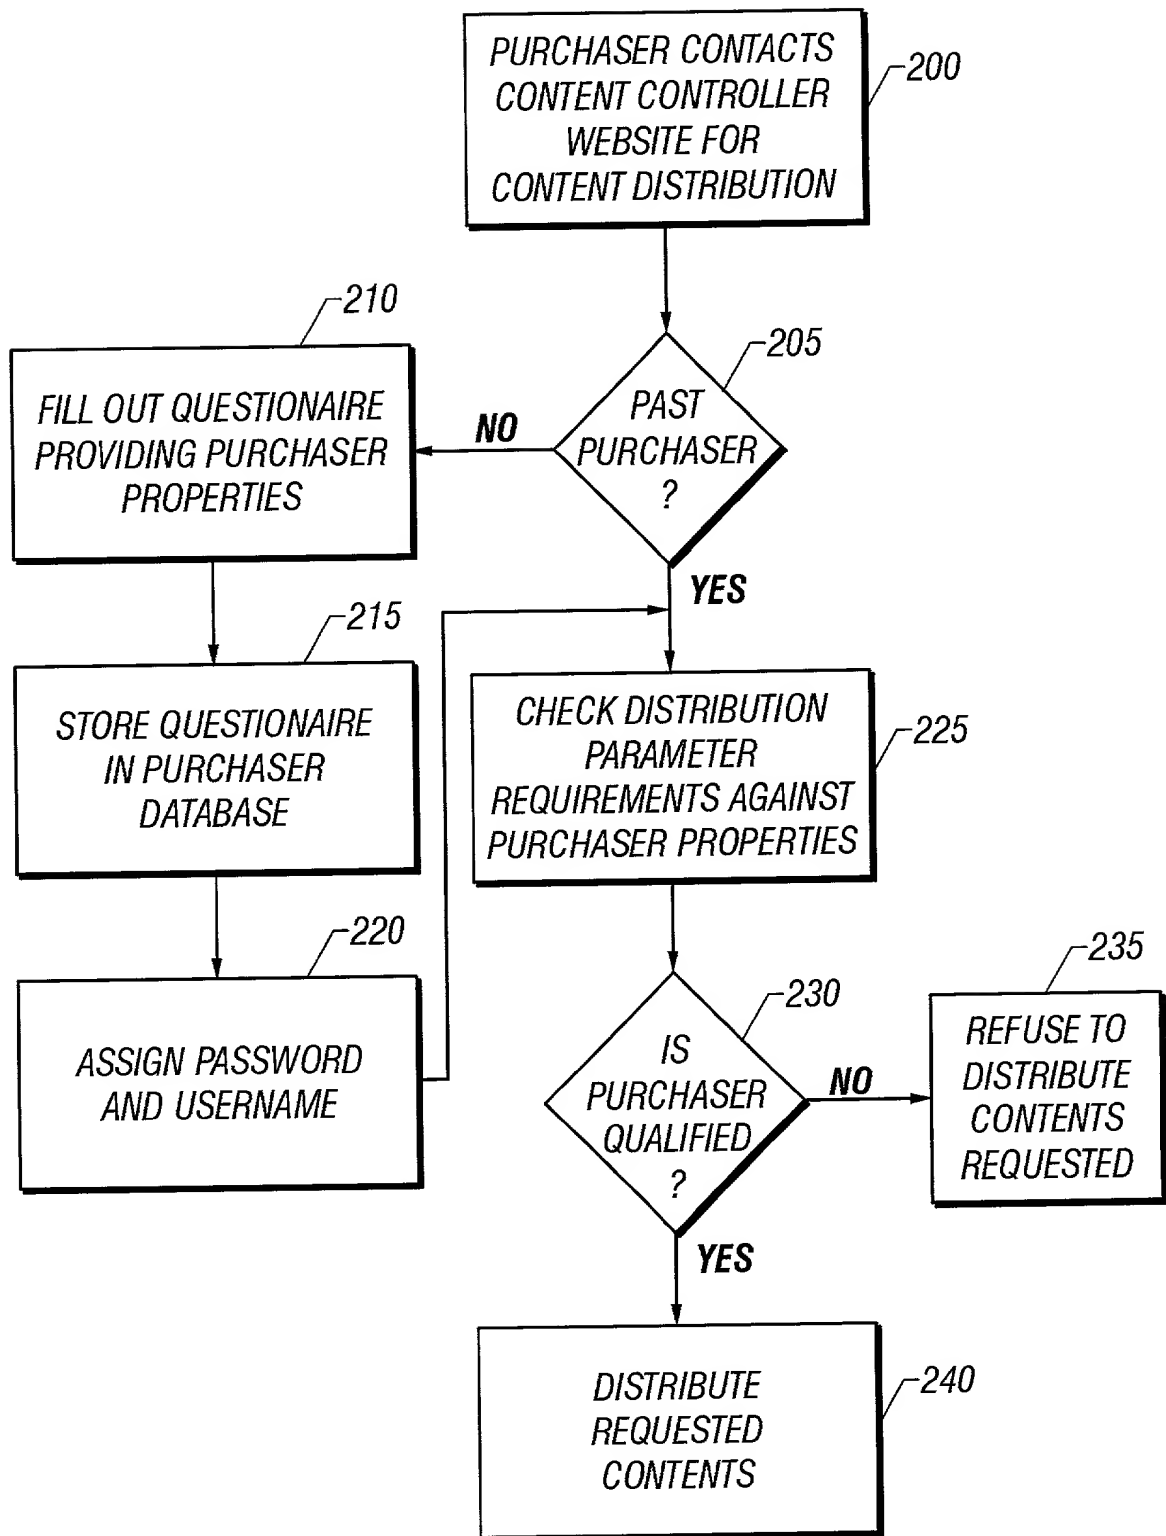 PURCHASER CONTACTS
CONTENT CONTROLLER
WEBSITE FOR
CONTENT DISTRIBUTION
200
205
PAST
PURCHASER
?
NO
YES
210
FILL OUT QUESTIONAIRE
PROVIDING PURCHASER
PROPERTIES
215
STORE QUESTIONAIRE
IN PURCHASER
DATABASE
220
ASSIGN PASSWORD
AND USERNAME
225
CHECK DISTRIBUTION
PARAMETER
REQUIREMENTS AGAINST
PURCHASER PROPERTIES
230
IS
PURCHASER
QUALIFIED
?
NO
235
REFUSE TO
DISTRIBUTE
CONTENTS
REQUESTED
YES
240
DISTRIBUTE
REQUESTED
CONTENTS